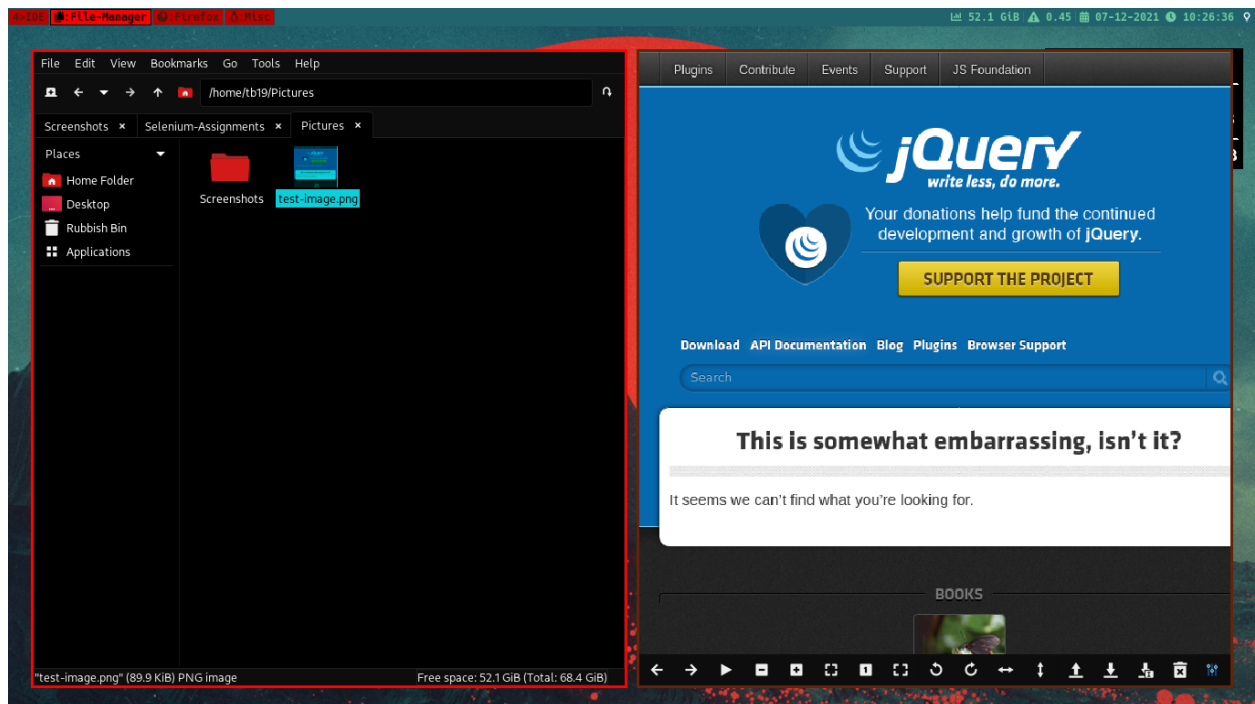 4>IDE :File-Manager :Firefox :Misc 52.1 GiB 0.45 07-12-2021 10:26:36
File Edit View Bookmarks Go Tools Help
/home/tb19/Pictures
Screenshots × Selenium-Assignments × Pictures ×
Places
Home Folder
Desktop
Rubbish Bin
Applications
Screenshots test-image.png
"test-image.png" (89.9 KiB) PNG image Free space: 52.1 GiB (Total: 68.4 GiB)
Plugins Contribute Events Support JS Foundation
jQuery
write less, do more.
Your donations help fund the continued
development and growth of jQuery.
SUPPORT THE PROJECT
Download API Documentation Blog Plugins Browser Support
Search
This is somewhat embarrassing, isn't it?
It seems we can't find what you're looking for.
BOOKS
1